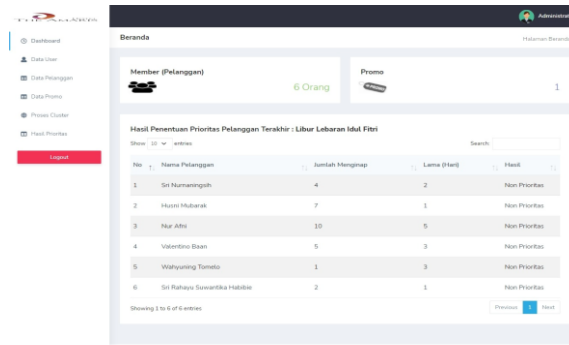 Administrat
Beranda
Halaman Beranda
Dashboard
Data User
Data Pelanggan
Data Promo
Proses Cluster
Hasil Prioritas
Logout
Member (Pelanggan)
6 Orang
Promo
1
Hasil Penentuan Prioritas Pelanggan Terakhir : Libur Lebaran Idul Fitri
Show 10 entries
Search:
No Nama Pelanggan Jumlah Menginap Lama (Hari) Hasil
1 Sri Nurnaningsih 4 2 Non Prioritas
2 Husni Mubarak 7 1 Non Prioritas
3 Nur Afni 10 5 Non Prioritas
4 Valentino Baan 5 3 Non Prioritas
5 Wahyuning Tomelo 1 3 Non Prioritas
6 Sri Rahayu Suwantika Habibie 2 1 Non Prioritas
Showing 1 to 6 of 6 entries
Previous 1 Next